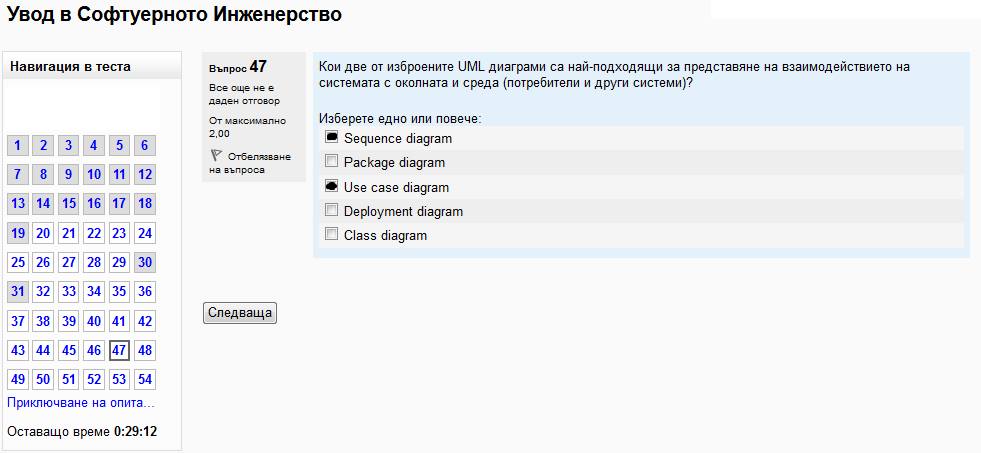 Увод в Софтуерното Инженерство
Навигация в теста
1 2 3 4 5 6
7 8 9 10 11 12
13 14 15 16 17 18
19 20 21 22 23 24
25 26 27 28 29 30
31 32 33 34 35 36
37 38 39 40 41 42
43 44 45 46 47 48
49 50 51 52 53 54
Приключване на опита...
Оставащо време 0:29:12
Въпрос 47
Все още не е
даден отговор
От максимално
2,00
Отбелязване
на въпроса
Кои две от изброените UML диаграми са най-подходящи за представяне на взаимодействието на
системата с околната и среда (потребители и други системи)?
Изберете едно или повече:
Sequence diagram
Package diagram
Use case diagram
Deployment diagram
Class diagram
Следваща